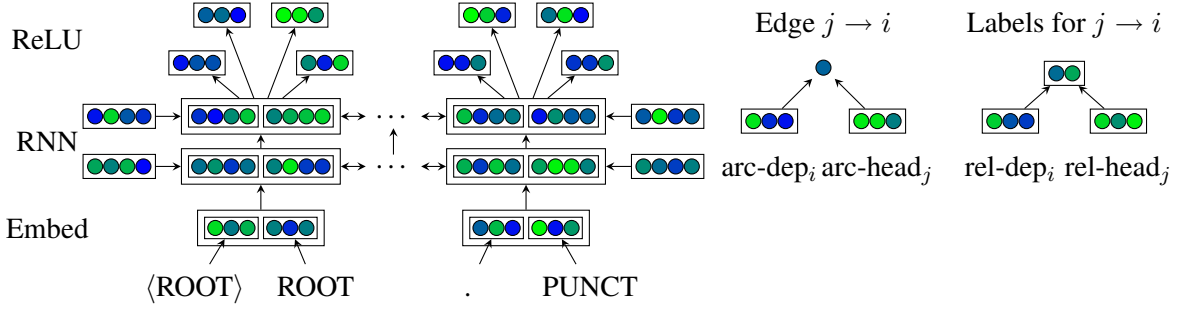 ReLU
RNN
Embed
⟨ROOT⟩ ROOT . PUNCT
··· 
···
Edge j → i
arc-dep_i arc-head_j
Labels for j → i
rel-dep_i rel-head_j